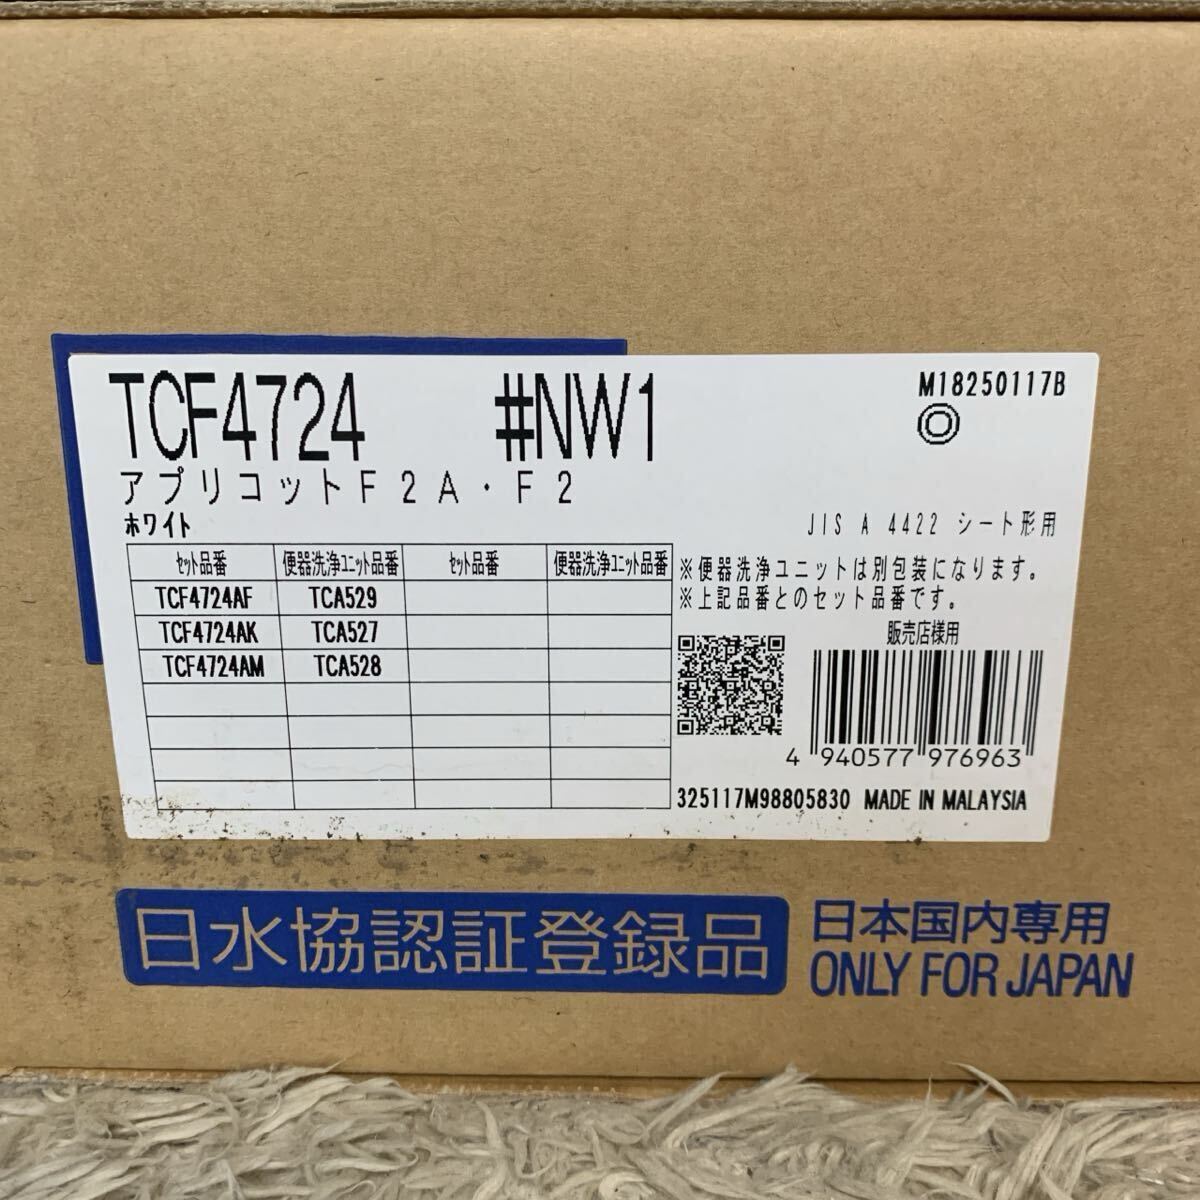 TCF4724 #NW1
M18250117B
アプリコットF2A・F2
ホワイト
JIS A 4422 シート形用
セット品番 便器洗浄ユニット品番 セット品番 便器洗浄ユニット品番
TCF4724AF TCA529
TCF4724AK TCA527
TCF4724AM TCA528
※便器洗浄ユニットは別包装になります。
※上記品番とのセット品番です。
販売店様用
4 940577 976963
325117M98805830 MADE IN MALAYSIA
日水協認証登録品
日本国内専用
ONLY FOR JAPAN